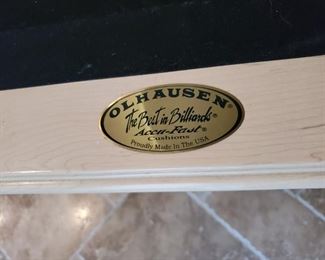 OLHAUSEN®
The Best in Billiards®
Accu-Fast®
Cushions
Proudly Made In The USA